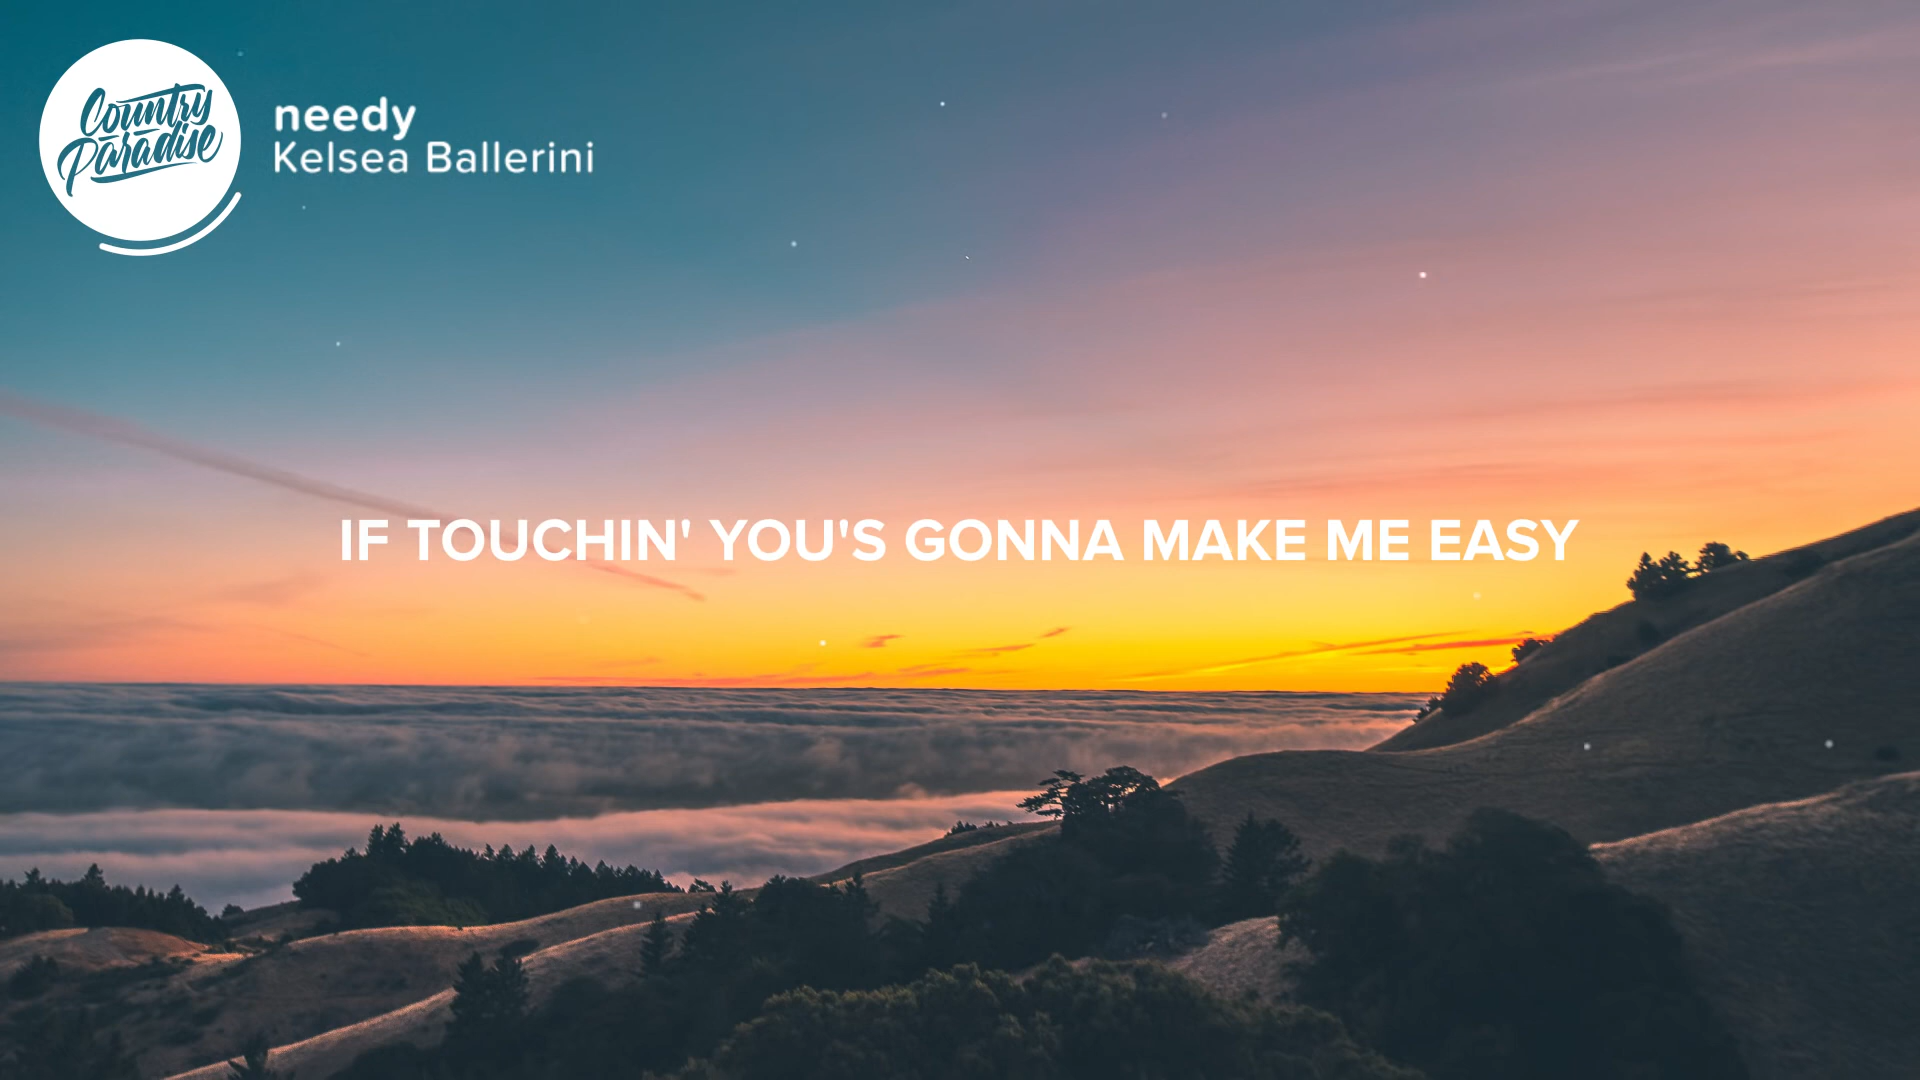 Country
Paradise
needy
Kelsea Ballerini
IF TOUCHIN' YOU'S GONNA MAKE ME EASY